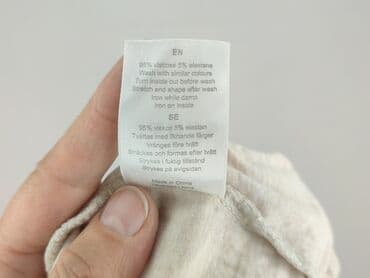 EN
95% viscose 5% elastane
Wash with similar colours
Turn inside out before wash
Stretch and shape after wash
Iron while damp
Iron on inside
SE
95% viskos 5% elastan
Tvättas med liknande färger
Vränges före tvätt
Sträckes och formas efter tvätt
Strykes i fuktig tillstånd
Strykes på avigsidan
Made in China